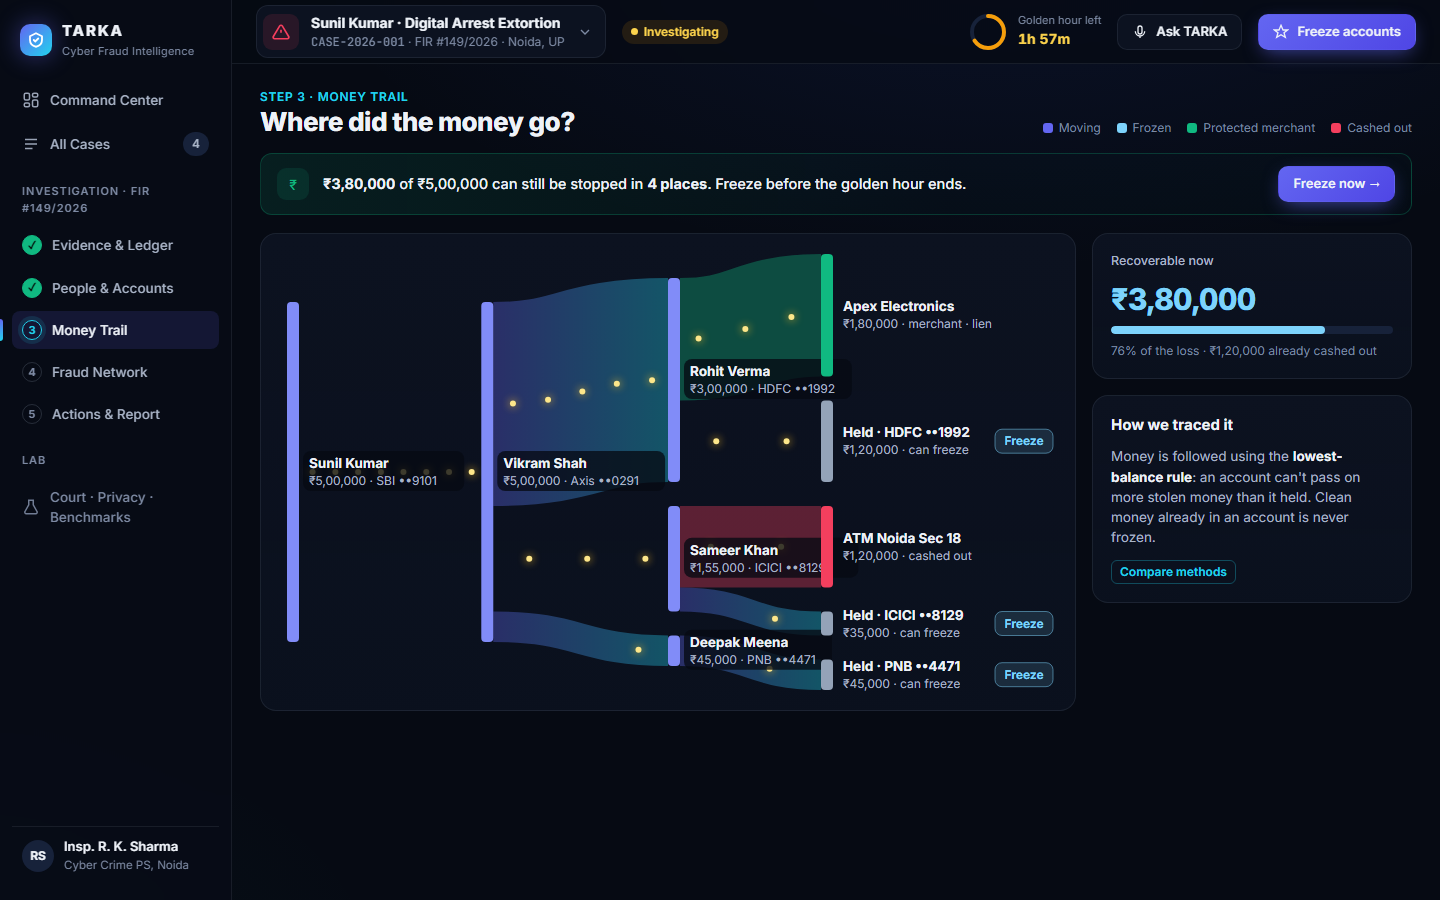 TARKA
Cyber Fraud Intelligence
Command Center
All Cases
4
INVESTIGATION · FIR
#149/2026
Evidence & Ledger
People & Accounts
3
Money Trail
4
Fraud Network
5
Actions & Report
LAB
Court · Privacy ·
Benchmarks
RS
Insp. R. K. Sharma
Cyber Crime PS, Noida
Sunil Kumar · Digital Arrest Extortion
CASE-2026-001 · FIR #149/2026 · Noida, UP
Investigating
Golden hour left
1h 57m
Ask TARKA
Freeze accounts
STEP 3 · MONEY TRAIL
Where did the money go?
Moving
Frozen
Protected merchant
Cashed out
₹
₹3,80,000 of ₹5,00,000 can still be stopped in 4 places. Freeze before the golden hour ends.
Freeze now →
Sunil Kumar
₹5,00,000 · SBI ••9101
Vikram Shah
₹5,00,000 · Axis ••0291
Rohit Verma
₹3,00,000 · HDFC ••1992
Sameer Khan
₹1,55,000 · ICICI ••8129
Deepak Meena
₹45,000 · PNB ••4471
Apex Electronics
₹1,80,000 · merchant · lien
Held · HDFC ••1992
₹1,20,000 · can freeze
Freeze
ATM Noida Sec 18
₹1,20,000 · cashed out
Held · ICICI ••8129
₹35,000 · can freeze
Freeze
Held · PNB ••4471
₹45,000 · can freeze
Freeze
Recoverable now
₹3,80,000
76% of the loss · ₹1,20,000 already cashed out
How we traced it
Money is followed using the lowest-
balance rule: an account can't pass on
more stolen money than it held. Clean
money already in an account is never
frozen.
Compare methods